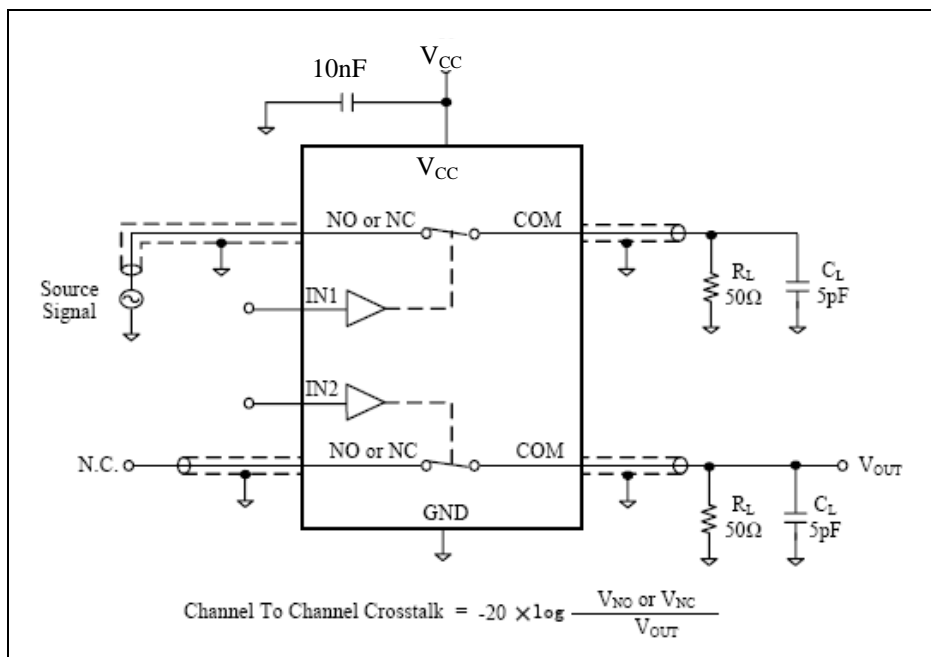 V_CC
10nF
V_CC
NO or NC
COM
Source
Signal
IN1
R_L
50Ω
C_L
5pF
IN2
N.C.
NO or NC
COM
V_OUT
GND
R_L
50Ω
C_L
5pF
Channel To Channel Crosstalk = -20 ×log V_NO or V_NC / V_OUT